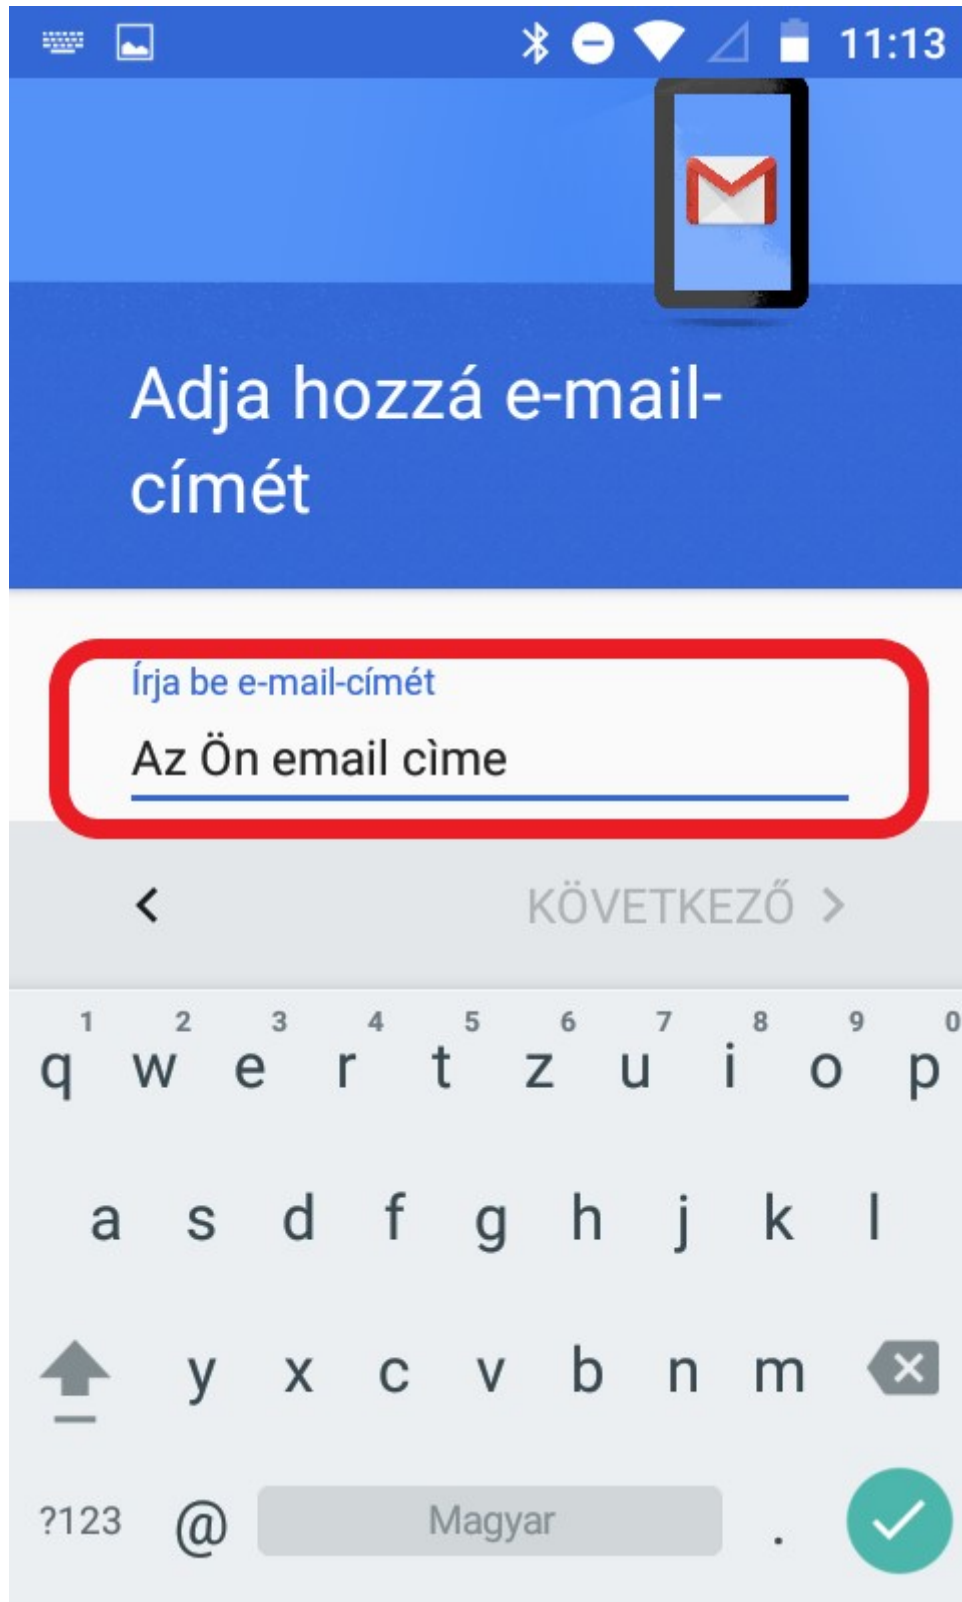 11:13
Adja hozzá e-mail-
címét
Írja be e-mail-címét
Az Ön email cìme
KÖVETKEZŐ
1 2 3 4 5 6 7 8 9 0
q w e r t z u i o p
a s d f g h j k l
y x c v b n m
?123 @ Magyar .